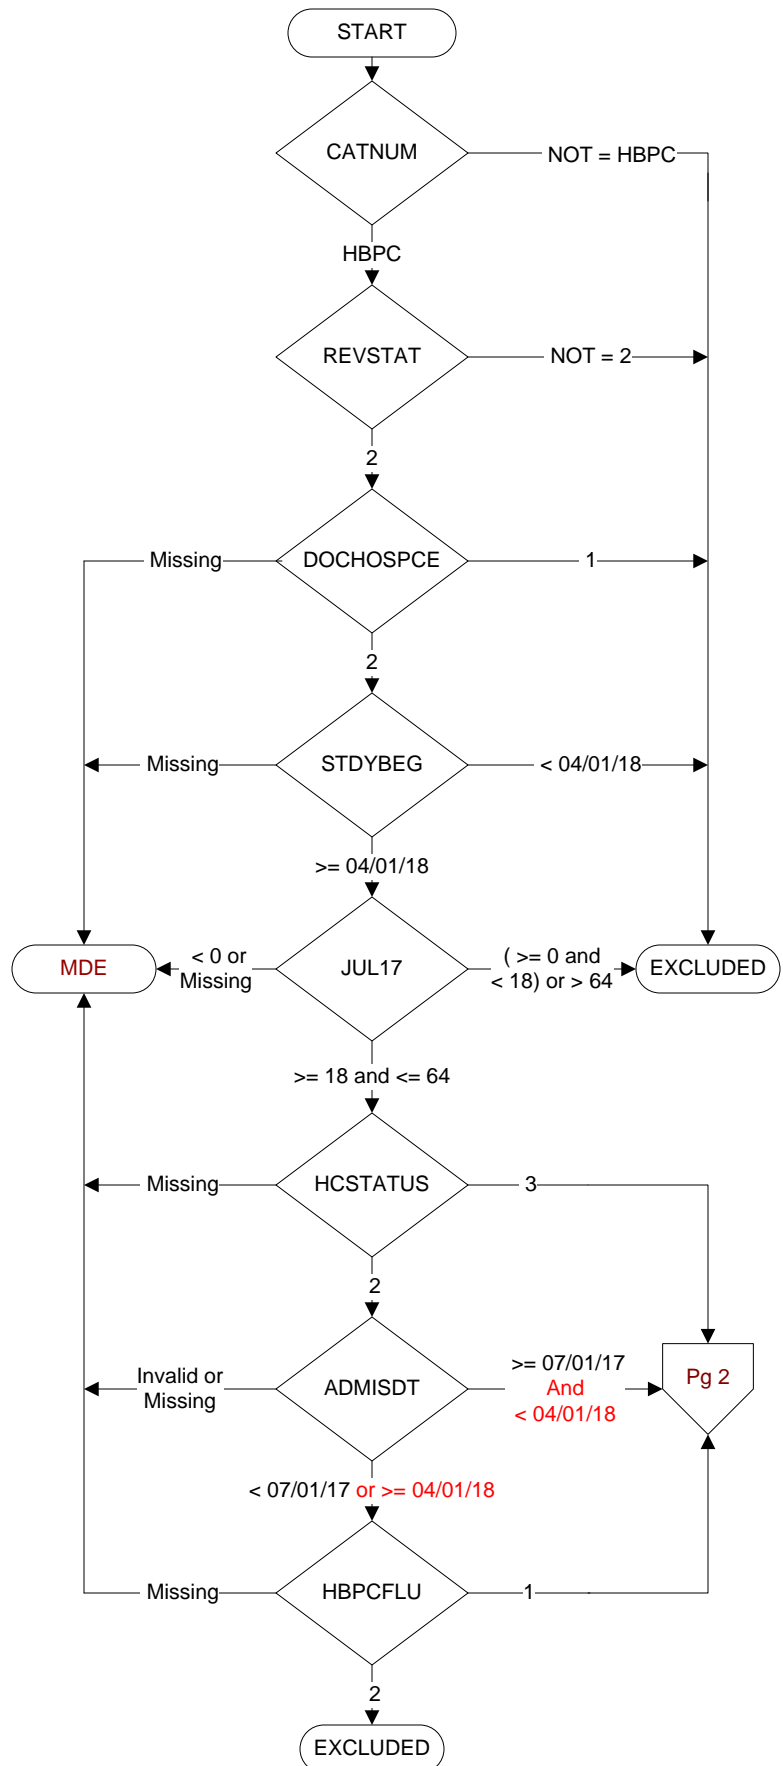 START
CATNUM
NOT = HBPC
HBPC
REVSTAT
NOT = 2
2
Missing
DOCHOSPCE
1
2
Missing
STDYBEG
< 04/01/18
>= 04/01/18
MDE
< 0 or
Missing
JUL17
( >= 0 and
< 18) or > 64
EXCLUDED
>= 18 and <= 64
Missing
HCSTATUS
3
2
Invalid or
Missing
ADMISDT
>= 07/01/17
And
< 04/01/18
Pg 2
< 07/01/17 or >= 04/01/18
Missing
HBPCFLU
1
2
EXCLUDED